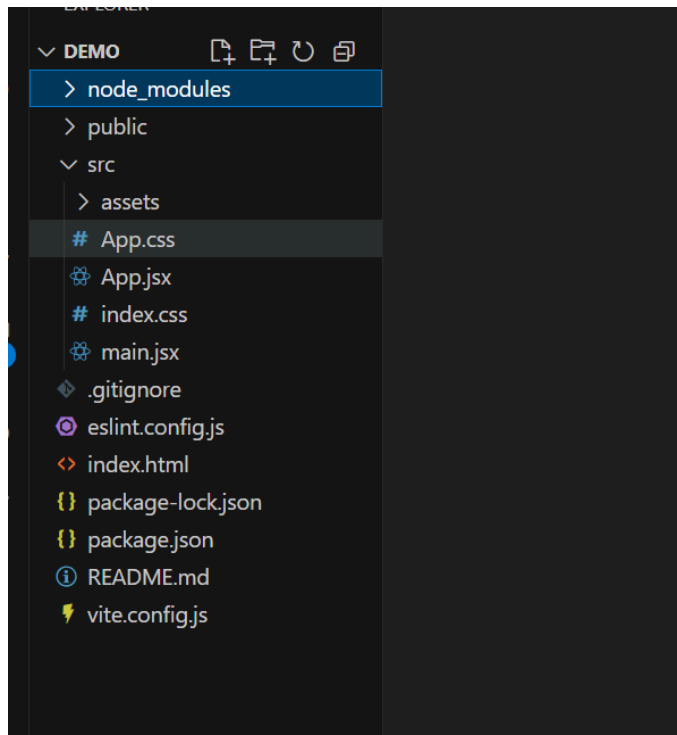 EXPLORER
DEMO
node_modules
public
src
assets
# App.css
App.jsx
# index.css
main.jsx
.gitignore
eslint.config.js
<> index.html
{} package-lock.json
{} package.json
README.md
vite.config.js